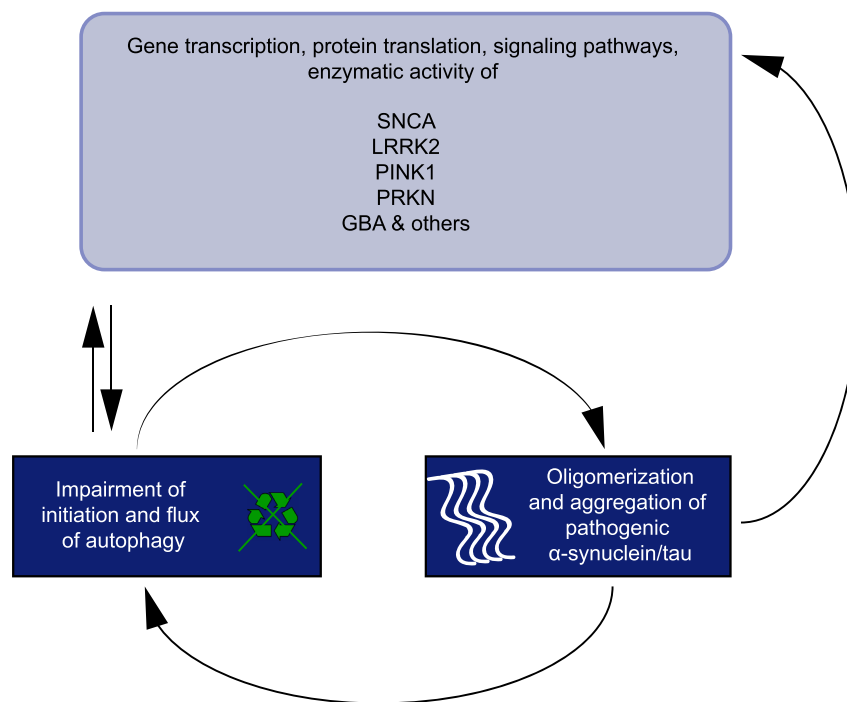 Gene transcription, protein translation, signaling pathways,
enzymatic activity of
SNCA
LRRK2
PINK1
PRKN
GBA & others
Impairment of
initiation and flux
of autophagy
Oligomerization
and aggregation of
pathogenic
α-synuclein/tau